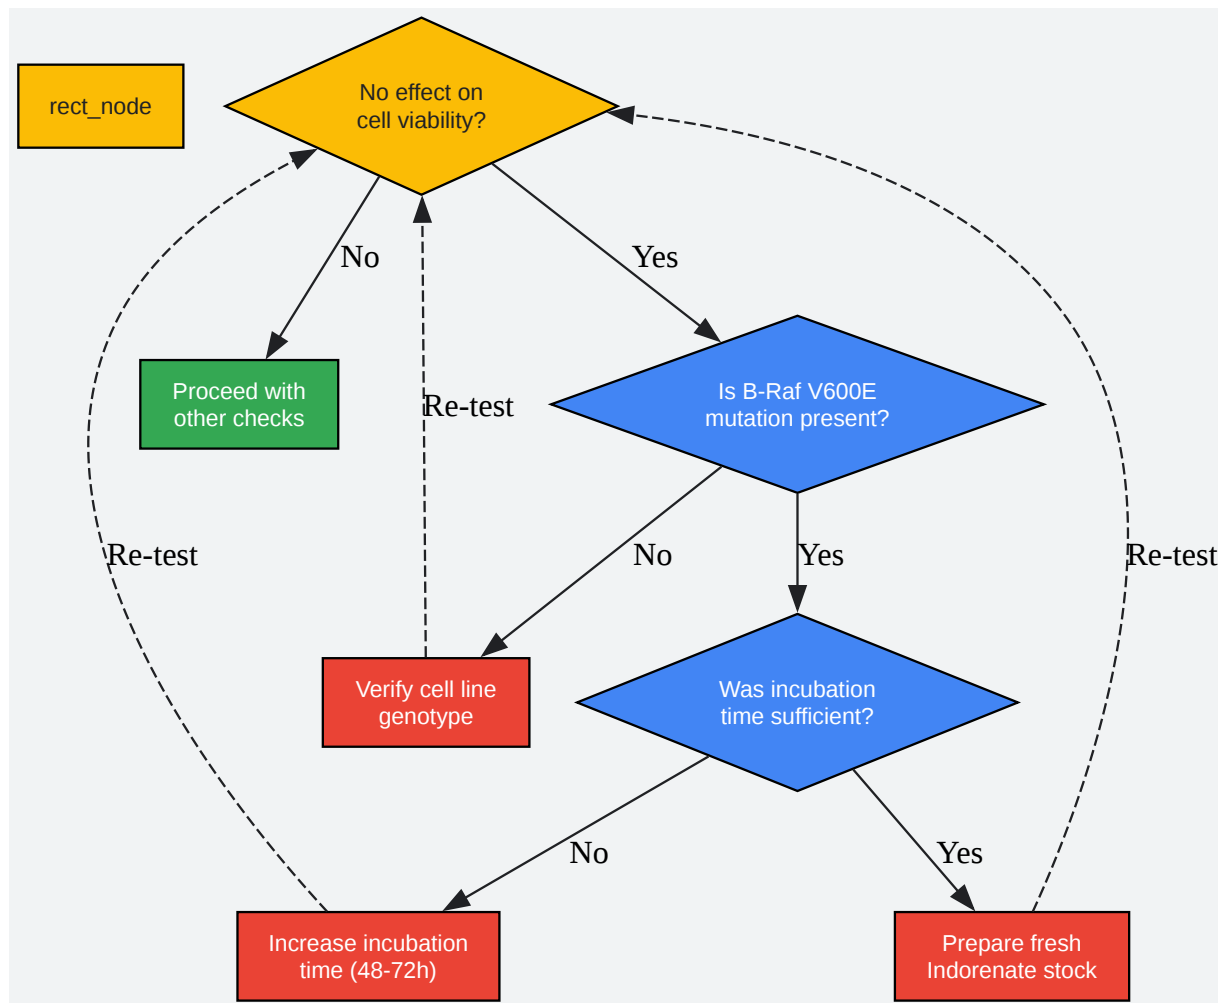 No effect on
cell viability?
rect_node
No
Yes
Proceed with
other checks
Is B-Raf V600E
mutation present?
Re-test
Re-test
No
Yes
Re-test
Verify cell line
genotype
Was incubation
time sufficient?
No
Yes
Increase incubation
time (48-72h)
Prepare fresh
Indorenate stock